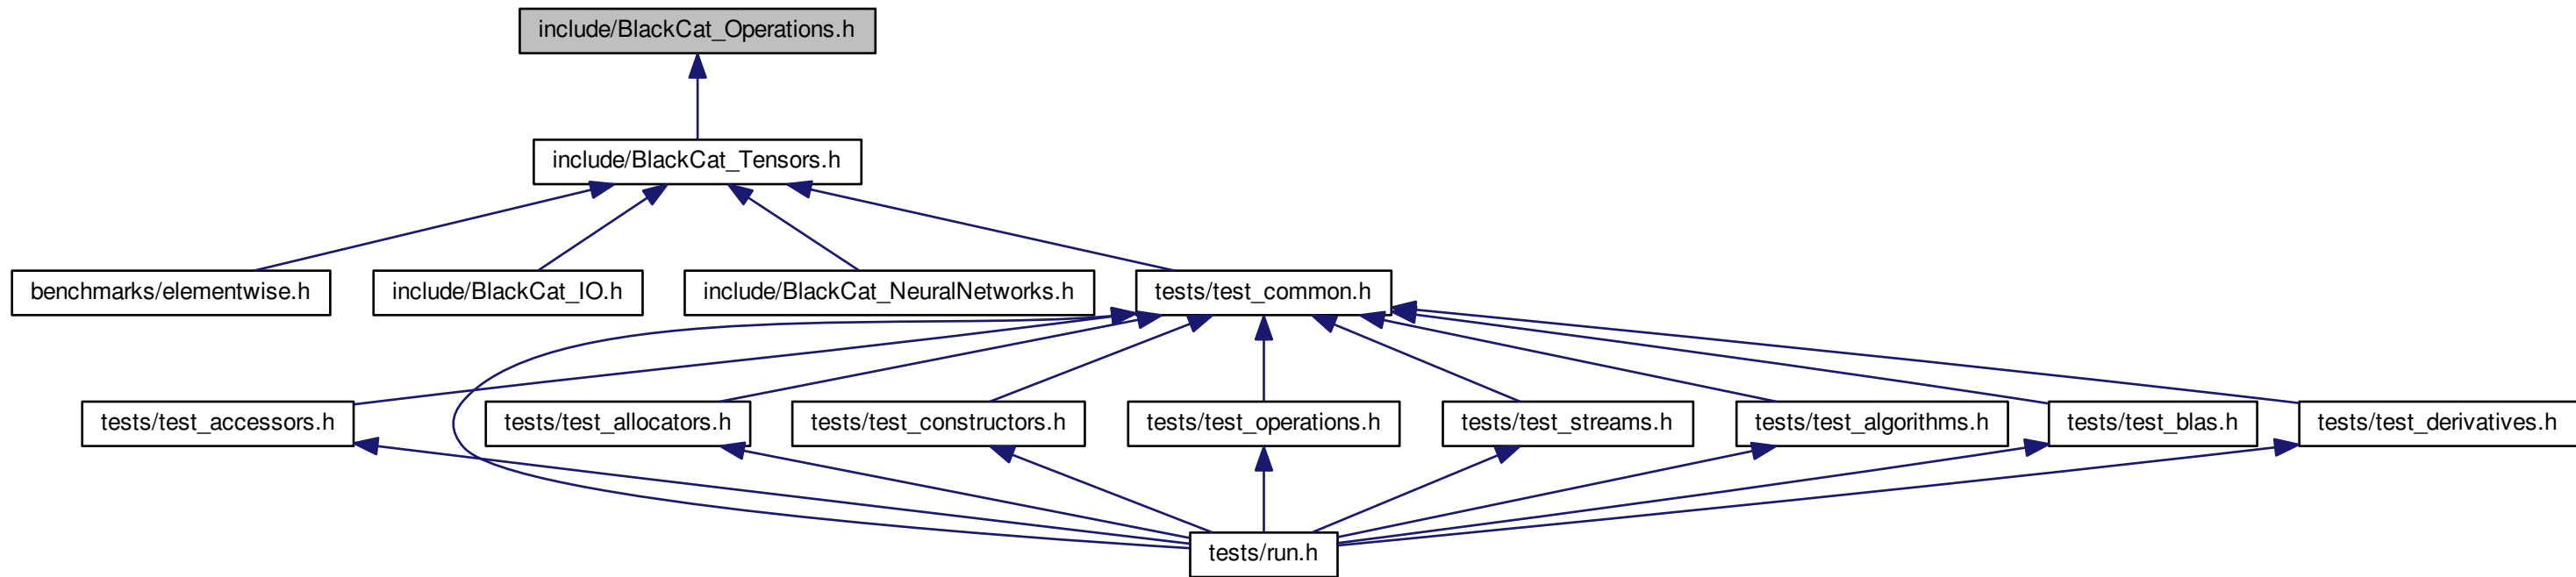 include/BlackCat_Operations.h
include/BlackCat_Tensors.h
benchmarks/elementwise.h
include/BlackCat_IO.h
include/BlackCat_NeuralNetworks.h
tests/test_common.h
tests/test_accessors.h
tests/test_allocators.h
tests/test_constructors.h
tests/test_operations.h
tests/test_streams.h
tests/test_algorithms.h
tests/test_blas.h
tests/test_derivatives.h
tests/run.h